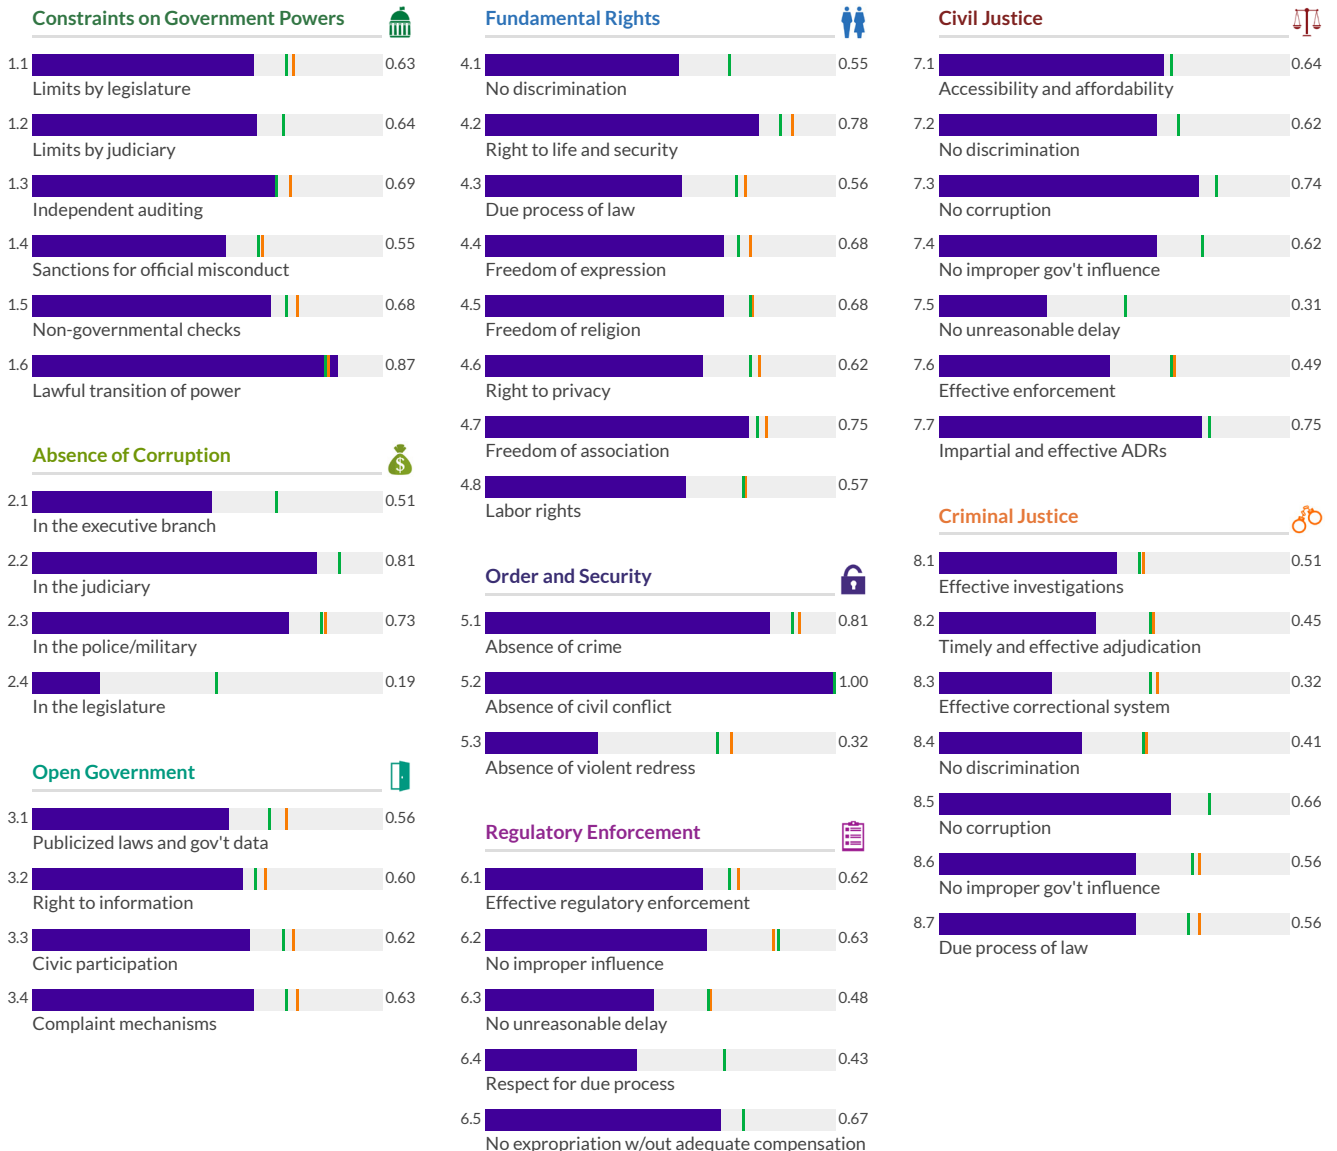 Constraints on Government Powers
1.1 0.63
Limits by legislature
1.2 0.64
Limits by judiciary
1.3 0.69
Independent auditing
1.4 0.55
Sanctions for official misconduct
1.5 0.68
Non-governmental checks
1.6 0.87
Lawful transition of power
Absence of Corruption
$
2.1 0.51
In the executive branch
2.2 0.81
In the judiciary
2.3 0.73
In the police/military
2.4 0.19
In the legislature
Open Government
3.1 0.56
Publicized laws and gov't data
3.2 0.60
Right to information
3.3 0.62
Civic participation
3.4 0.63
Complaint mechanisms
Fundamental Rights
4.1 0.55
No discrimination
4.2 0.78
Right to life and security
4.3 0.56
Due process of law
4.4 0.68
Freedom of expression
4.5 0.68
Freedom of religion
4.6 0.62
Right to privacy
4.7 0.75
Freedom of association
4.8 0.57
Labor rights
Order and Security
5.1 0.81
Absence of crime
5.2 1.00
Absence of civil conflict
5.3 0.32
Absence of violent redress
Regulatory Enforcement
6.1 0.62
Effective regulatory enforcement
6.2 0.63
No improper influence
6.3 0.48
No unreasonable delay
6.4 0.43
Respect for due process
6.5 0.67
No expropriation w/out adequate compensation
Civil Justice
7.1 0.64
Accessibility and affordability
7.2 0.62
No discrimination
7.3 0.74
No corruption
7.4 0.62
No improper gov't influence
7.5 0.31
No unreasonable delay
7.6 0.49
Effective enforcement
7.7 0.75
Impartial and effective ADRs
Criminal Justice
8.1 0.51
Effective investigations
8.2 0.45
Timely and effective adjudication
8.3 0.32
Effective correctional system
8.4 0.41
No discrimination
8.5 0.66
No corruption
8.6 0.56
No improper gov't influence
8.7 0.56
Due process of law